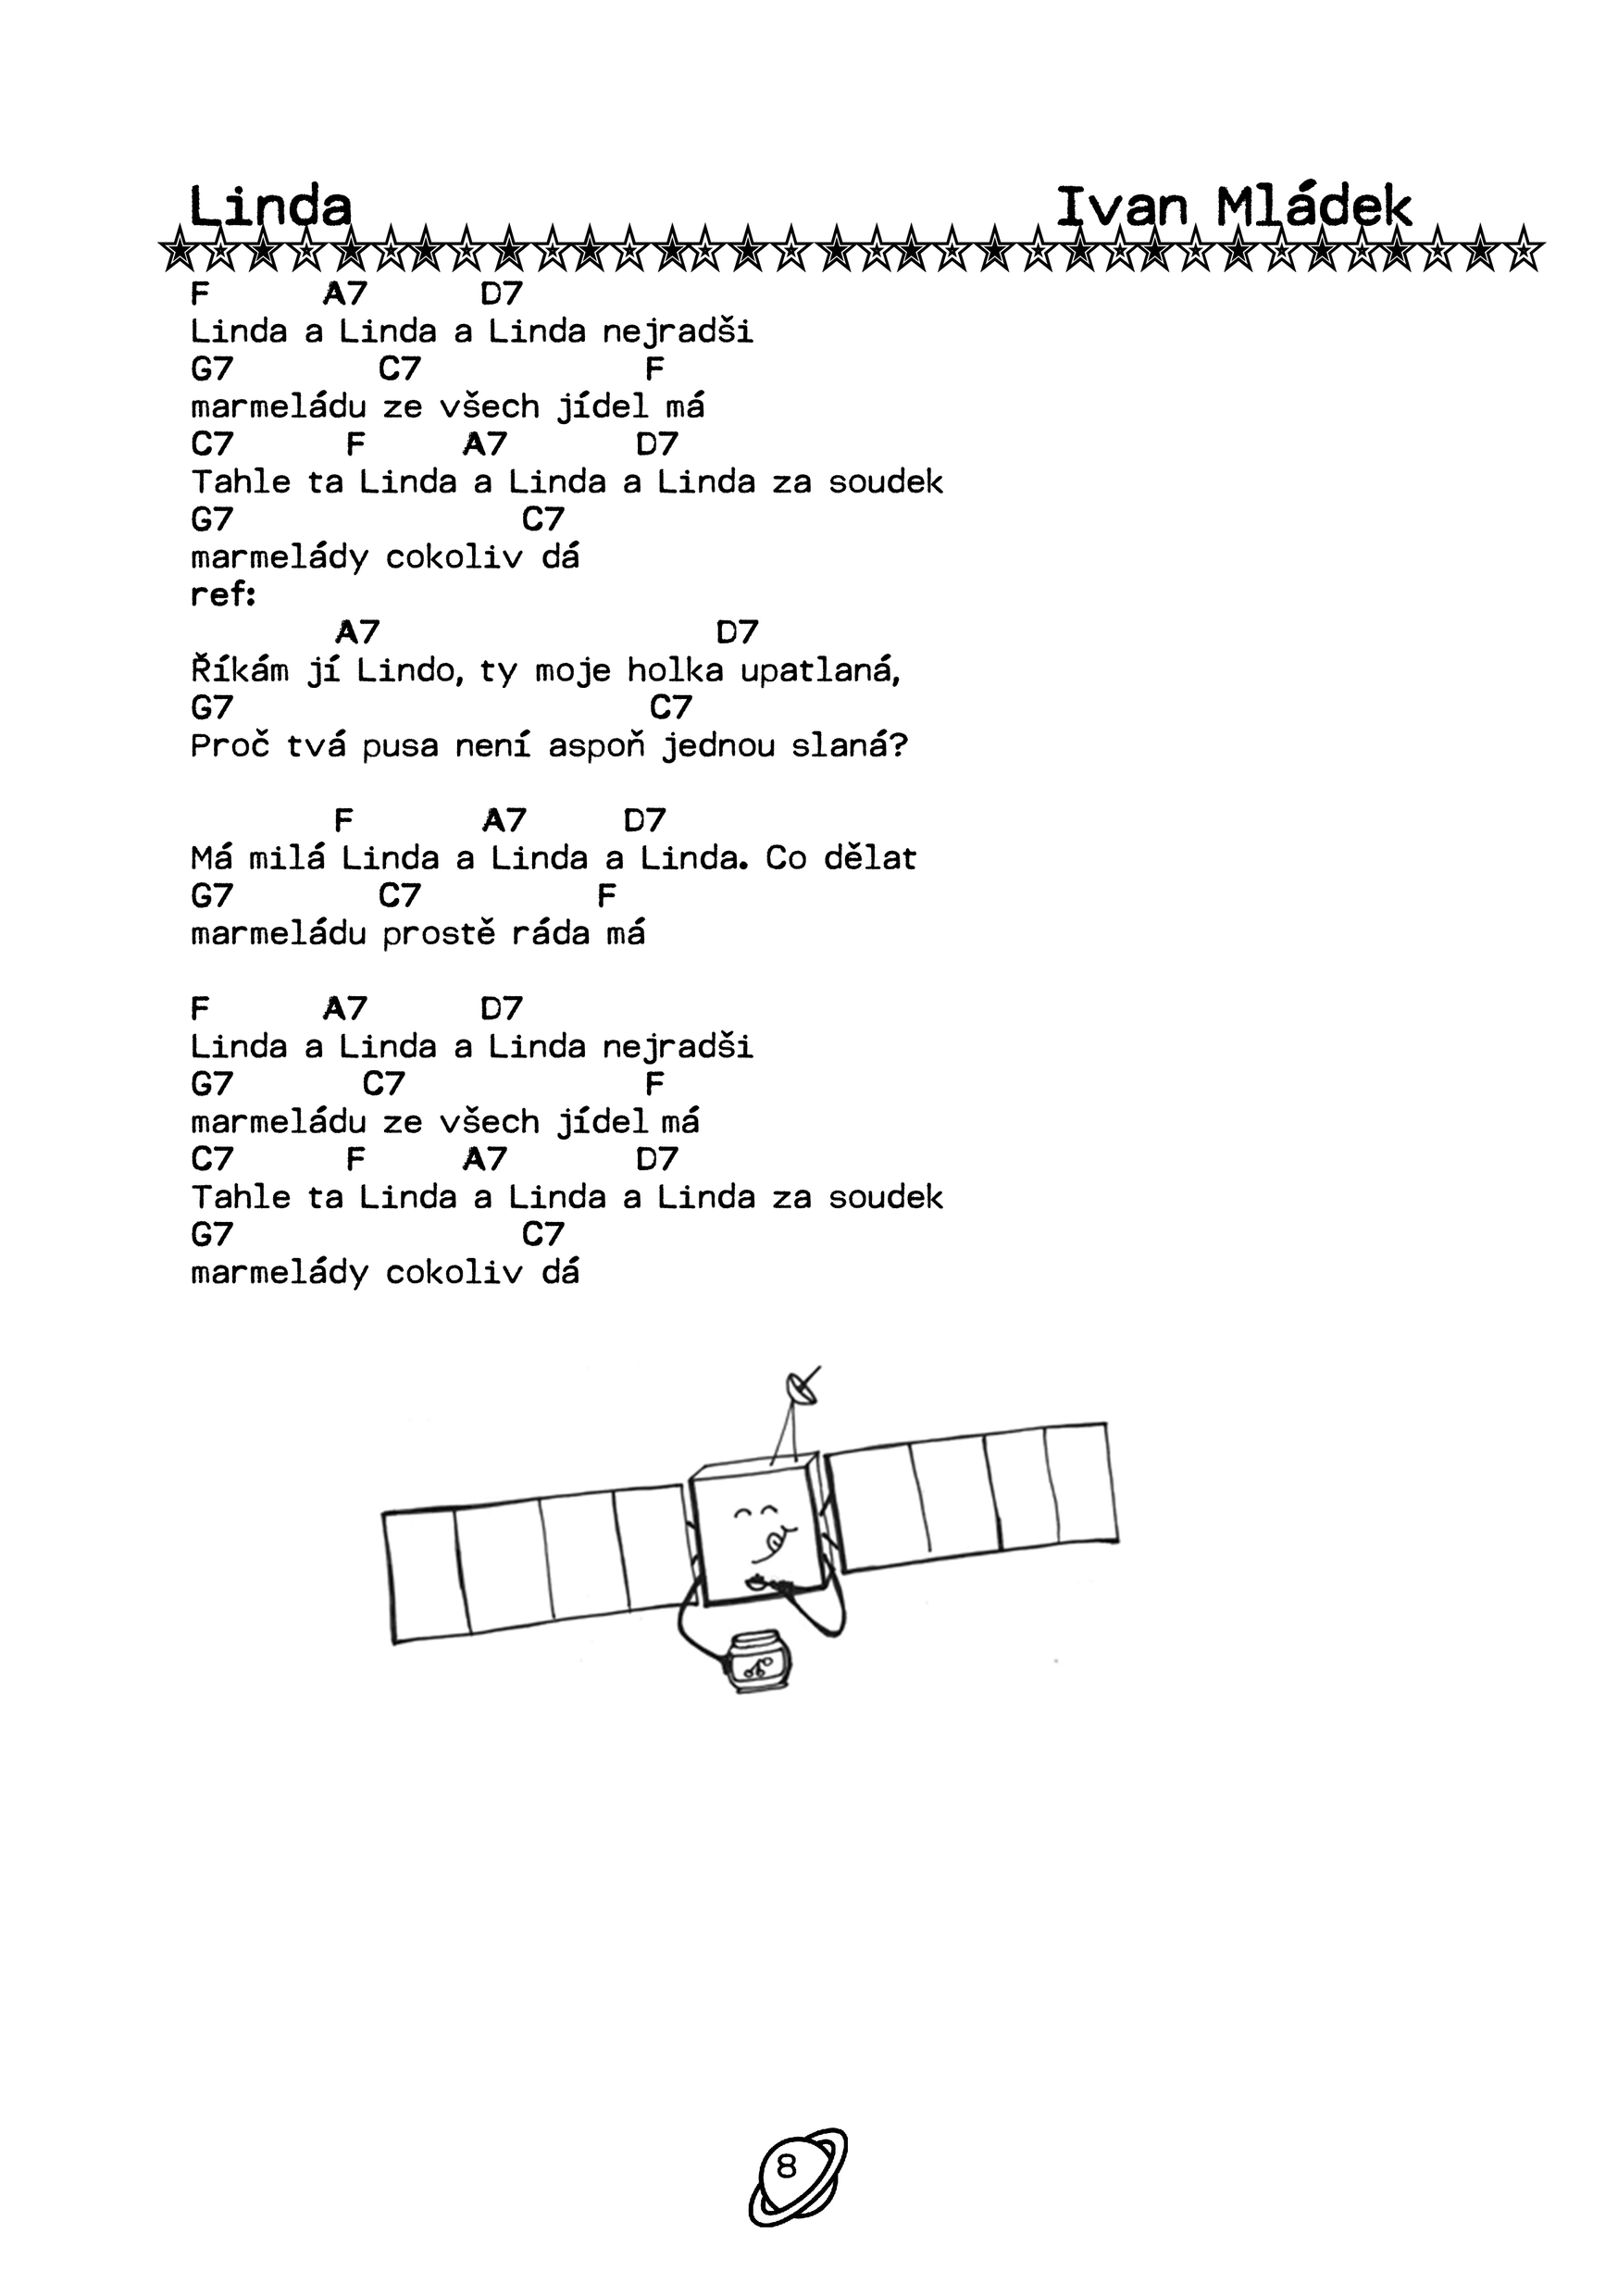 Linda Ivan Mládek
F A7 D7
Linda a Linda a Linda nejradši
G7 C7 F
marmeládu ze všech jídel má
C7 F A7 D7
Tahle ta Linda a Linda a Linda za soudek
G7 C7
marmelády cokoliv dá
ref:
A7 D7
Říkám jí Lindo, ty moje holka upatlaná,
G7 C7
Proč tvá pusa není aspoň jednou slaná?
F A7 D7
Má milá Linda a Linda a Linda. Co dělat
G7 C7 F
marmeládu prostě ráda má
F A7 D7
Linda a Linda a Linda nejradši
G7 C7 F
marmeládu ze všech jídel má
C7 F A7 D7
Tahle ta Linda a Linda a Linda za soudek
G7 C7
marmelády cokoliv dá
8